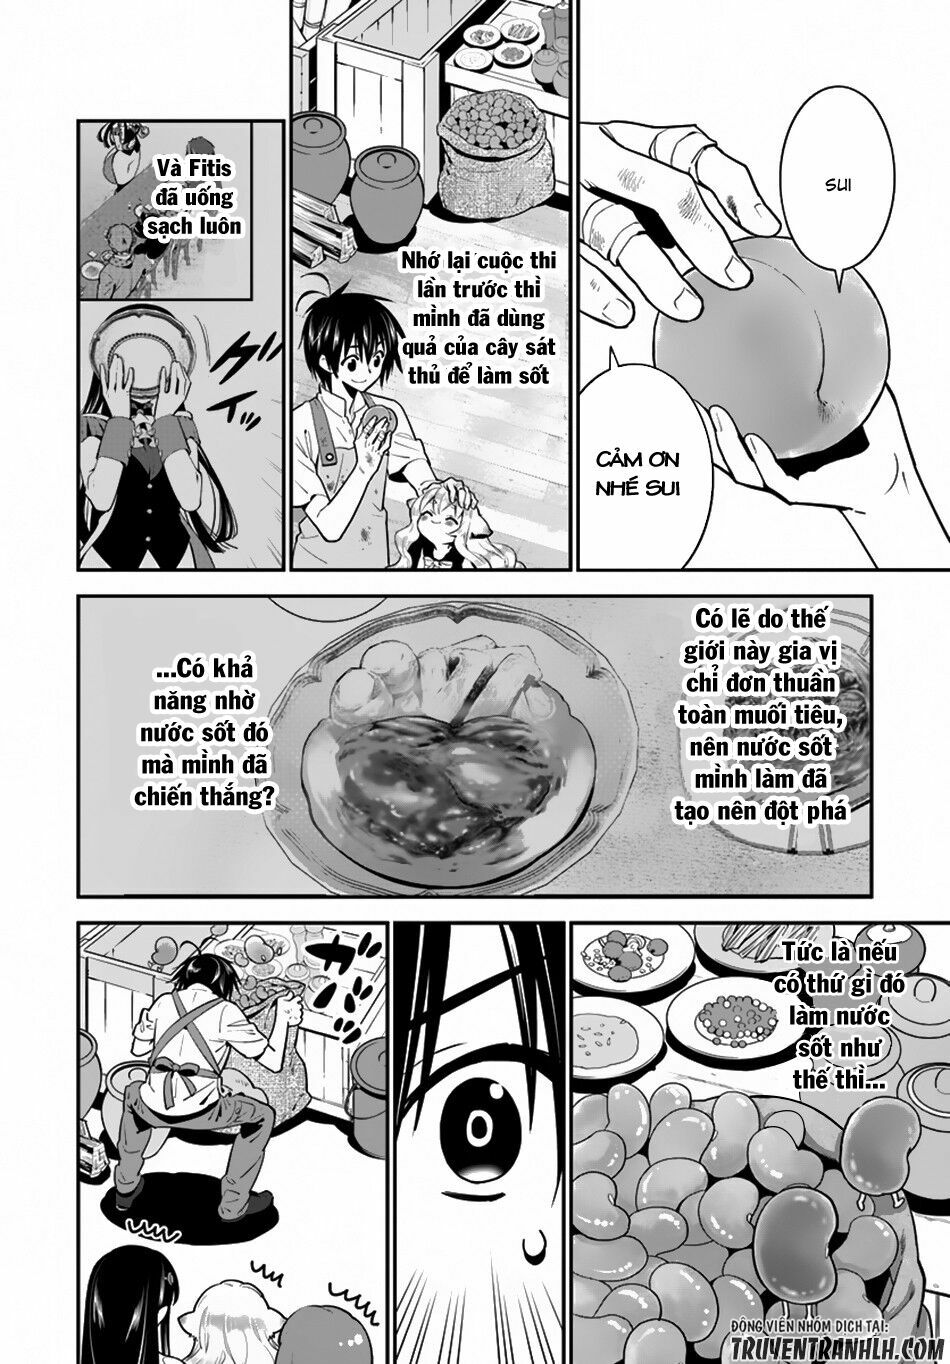 SUI
CẢM ƠN
NHÉ SUI
Nhớ lại cuộc thi
lần trước thì
mình đã dùng
quả của cây sát
thủ để làm sốt
Và Fitis
đã uống
sạch luôn
グイッ
Có lẽ do thế
giới này gia vị
chỉ đơn thuần
toàn muối tiêu,
nên nước sốt
mình làm đã
tạo nên đột phá
...Có khả
năng nhờ
nước sốt đó
mà mình đã
chiến thắng?
Tức là nếu
có thứ gì đó
làm nước
sốt như
thế thì...
ĐỘNG VIÊN NHÓM DỊCH TẠI:
TRUYENTRANHLH.COM